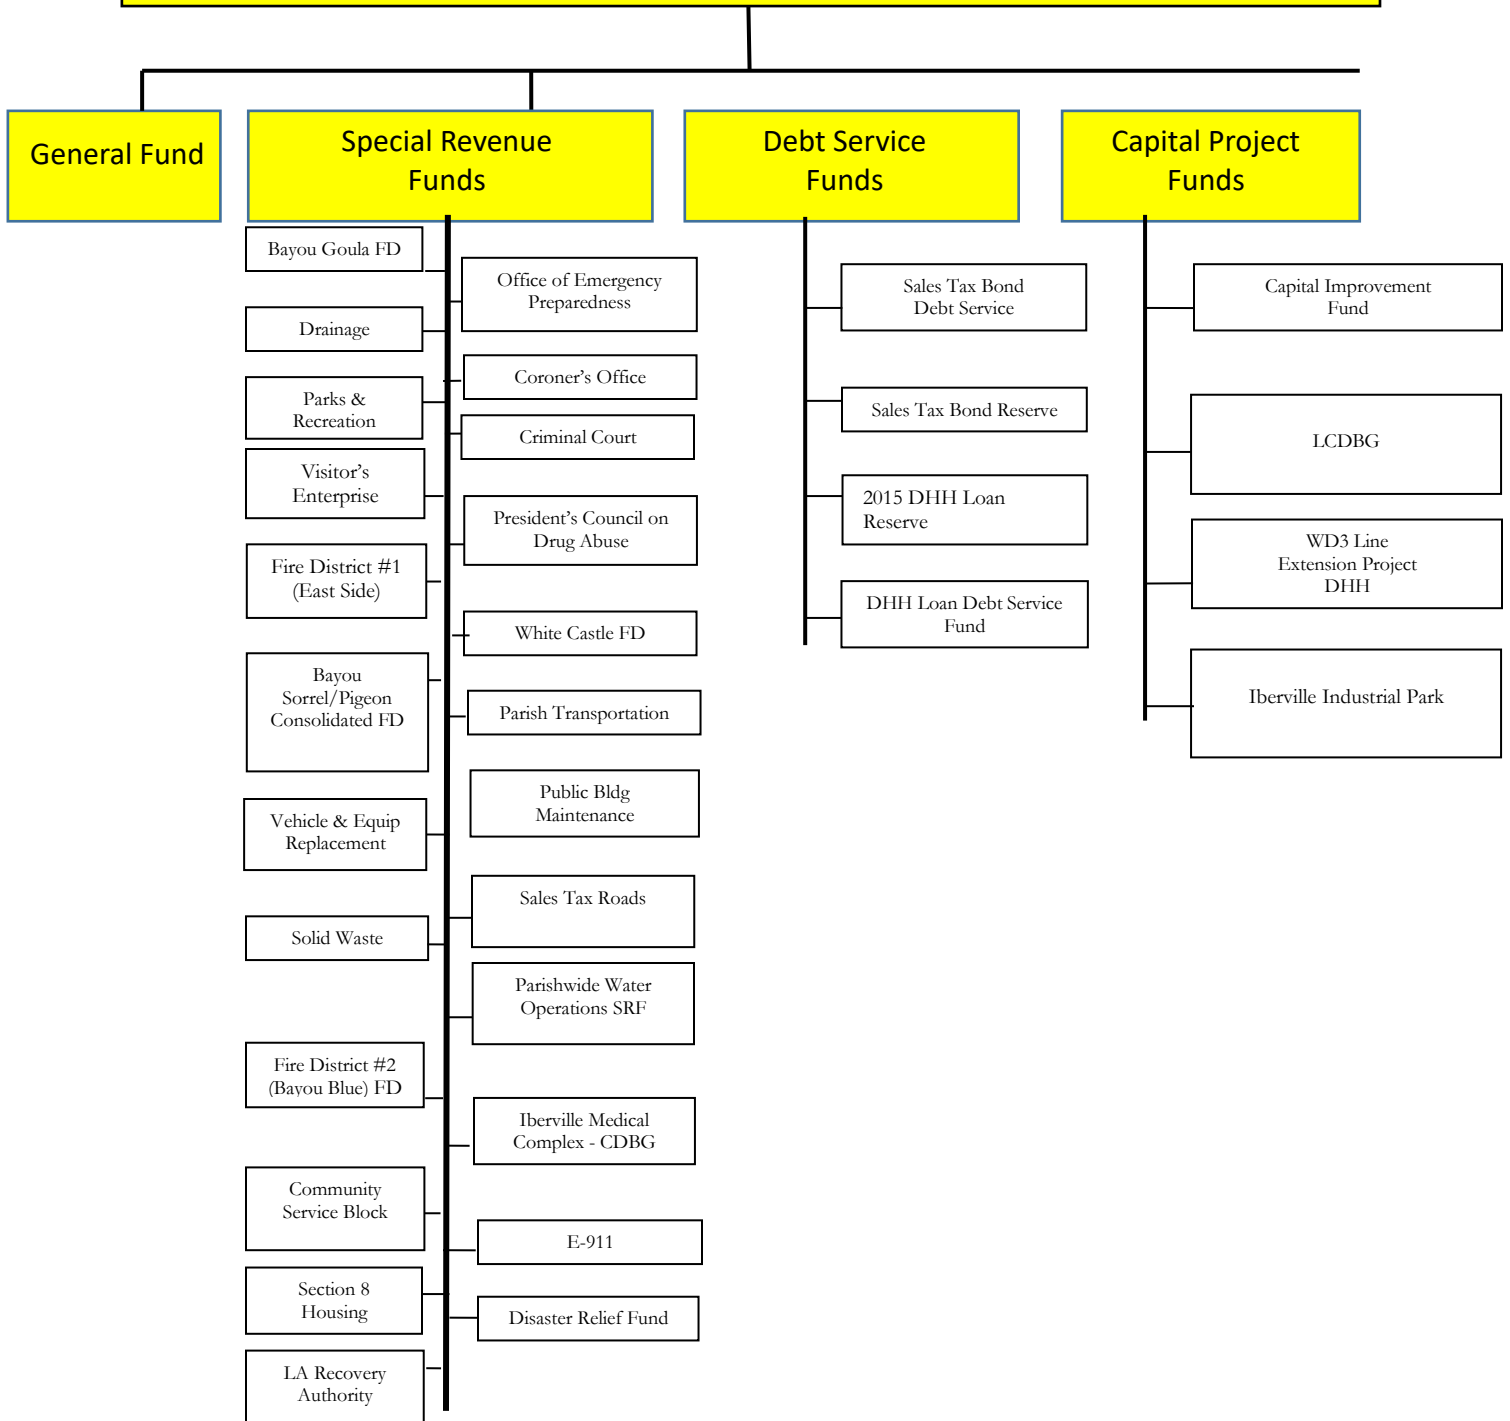 General Fund
Special Revenue
Funds
Debt Service
Funds
Capital Project
Funds
Bayou Goula FD
Drainage
Parks &
Recreation
Visitor’s
Enterprise
Fire District #1
(East Side)
Bayou
Sorrel/Pigeon
Consolidated FD
Vehicle & Equip
Replacement
Solid Waste
Fire District #2
(Bayou Blue) FD
Community
Service Block
Section 8
Housing
LA Recovery
Authority
Office of Emergency
Preparedness
Coroner’s Office
Criminal Court
President’s Council on
Drug Abuse
White Castle FD
Parish Transportation
Public Bldg
Maintenance
Sales Tax Roads
Parishwide Water
Operations SRF
Iberville Medical
Complex - CDBG
E-911
Disaster Relief Fund
Sales Tax Bond
Debt Service
Sales Tax Bond Reserve
2015 DHH Loan
Reserve
DHH Loan Debt Service
Fund
Capital Improvement
Fund
LCDBG
WD3 Line
Extension Project
DHH
Iberville Industrial Park